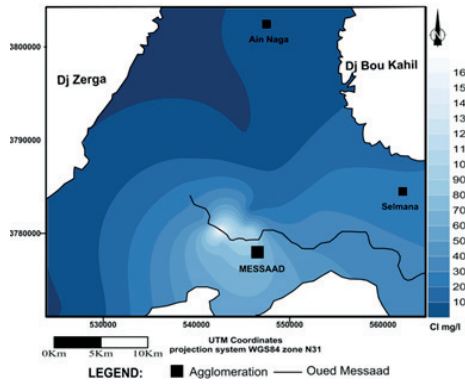 3804000
3790000
3780000
Ain Naga
Dj Zerga
Dj Bou Kahil
Selmana
MESSAAD
530000
540000
550000
560000
N
16
15
14
13
12
11
10
90
80
70
60
50
40
30
20
10
Cl mg/l
0Km 5Km 10Km
UTM Coordinates
projection system WGS84 zone N31
LEGEND: Agglomeration Oued Messaad